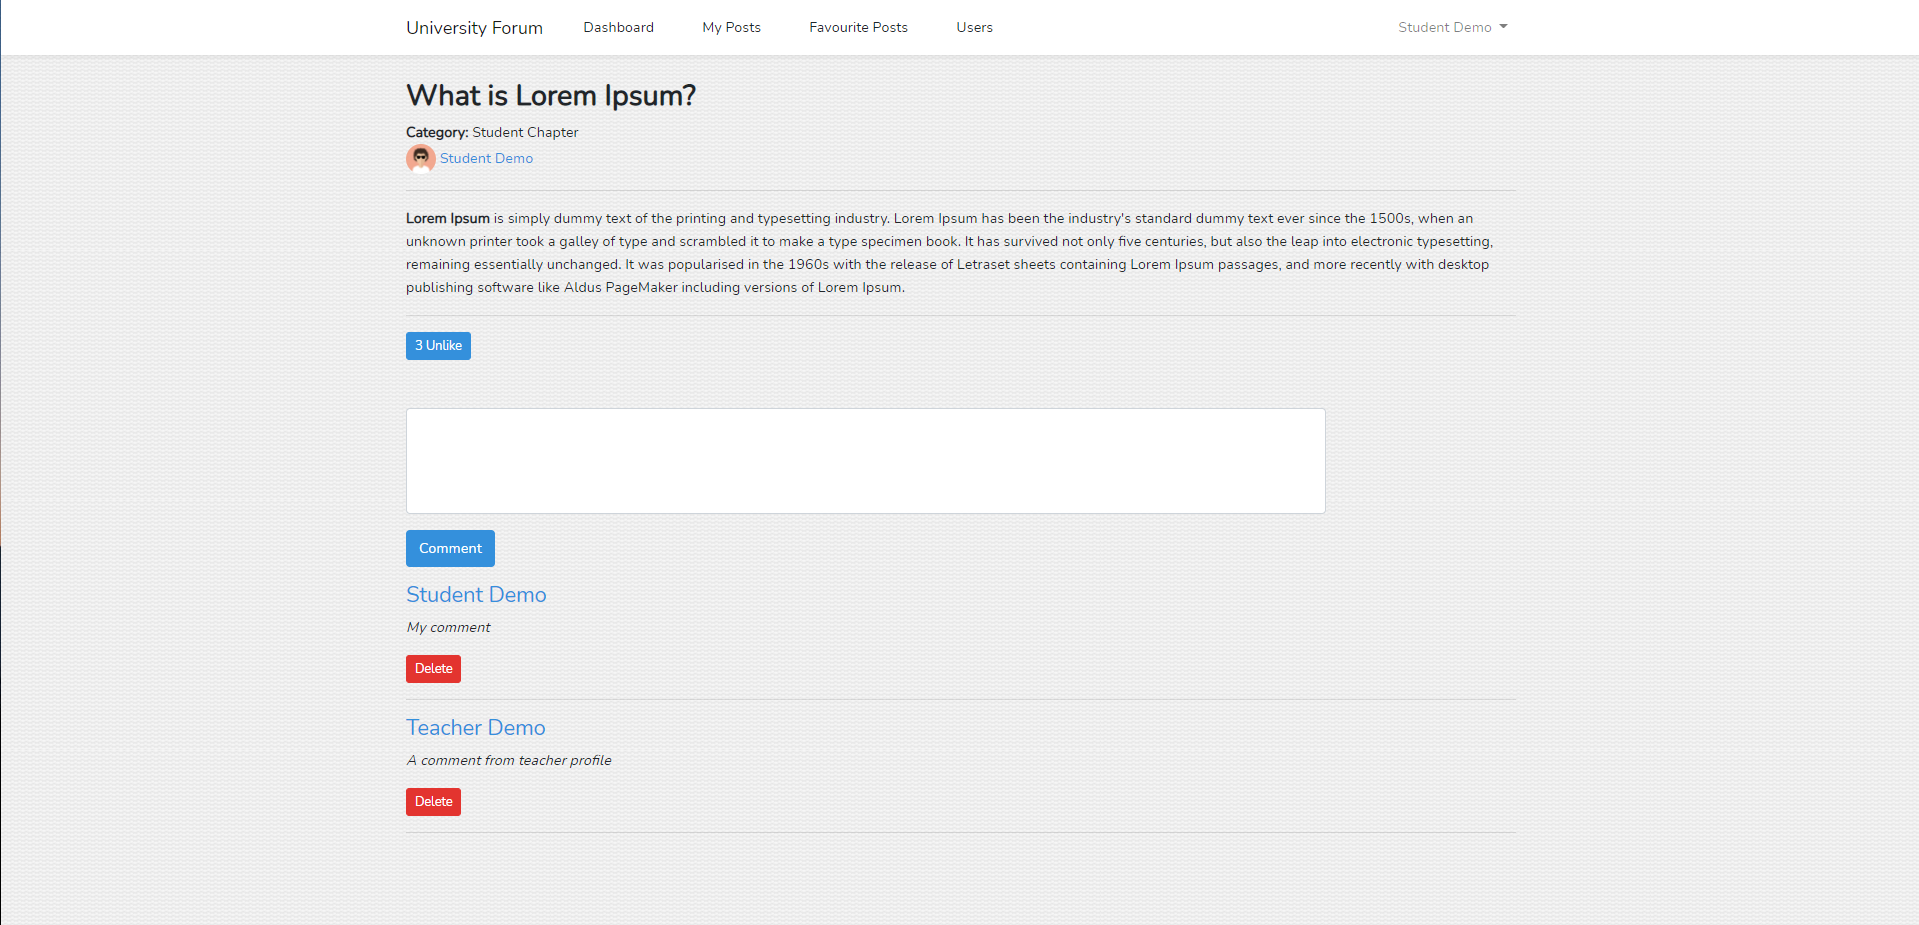 University Forum Dashboard My Posts Favourite Posts Users Student Demo
What is Lorem Ipsum?
Category: Student Chapter
Student Demo
Lorem Ipsum is simply dummy text of the printing and typesetting industry. Lorem Ipsum has been the industry's standard dummy text ever since the 1500s, when an
unknown printer took a galley of type and scrambled it to make a type specimen book. It has survived not only five centuries, but also the leap into electronic typesetting,
remaining essentially unchanged. It was popularised in the 1960s with the release of Letraset sheets containing Lorem Ipsum passages, and more recently with desktop
publishing software like Aldus PageMaker including versions of Lorem Ipsum.
3 Unlike
Comment
Student Demo
My comment
Delete
Teacher Demo
A comment from teacher profile
Delete